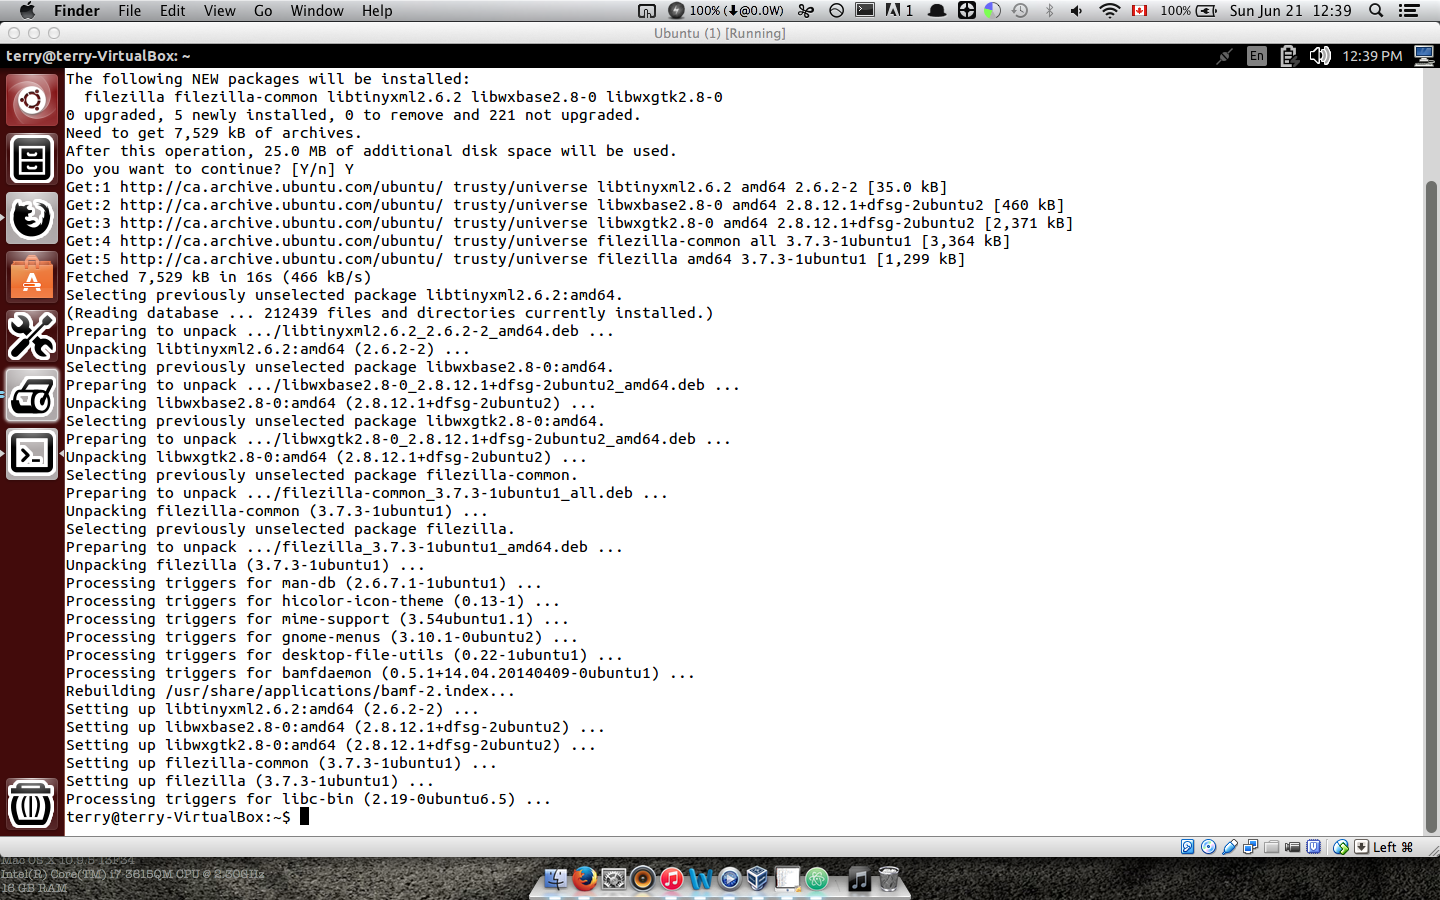 Finder File Edit View Go Window Help 100% (⬇@0.0W) 1 100% Sun Jun 21 12:39
Ubuntu (1) [Running]
terry@terry-VirtualBox: ~ En 12:39 PM
The following NEW packages will be installed:
filezilla filezilla-common libtinyxml2.6.2 libwxbase2.8-0 libwxgtk2.8-0
0 upgraded, 5 newly installed, 0 to remove and 221 not upgraded.
Need to get 7,529 kB of archives.
After this operation, 25.0 MB of additional disk space will be used.
Do you want to continue? [Y/n] Y
Get:1 http://ca.archive.ubuntu.com/ubuntu/ trusty/universe libtinyxml2.6.2 amd64 2.6.2-2 [35.0 kB]
Get:2 http://ca.archive.ubuntu.com/ubuntu/ trusty/universe libwxbase2.8-0 amd64 2.8.12.1+dfsg-2ubuntu2 [460 kB]
Get:3 http://ca.archive.ubuntu.com/ubuntu/ trusty/universe libwxgtk2.8-0 amd64 2.8.12.1+dfsg-2ubuntu2 [2,371 kB]
Get:4 http://ca.archive.ubuntu.com/ubuntu/ trusty/universe filezilla-common all 3.7.3-1ubuntu1 [3,364 kB]
Get:5 http://ca.archive.ubuntu.com/ubuntu/ trusty/universe filezilla amd64 3.7.3-1ubuntu1 [1,299 kB]
Fetched 7,529 kB in 16s (466 kB/s)
Selecting previously unselected package libtinyxml2.6.2:amd64.
(Reading database ... 212439 files and directories currently installed.)
Preparing to unpack .../libtinyxml2.6.2_2.6.2-2_amd64.deb ...
Unpacking libtinyxml2.6.2:amd64 (2.6.2-2) ...
Selecting previously unselected package libwxbase2.8-0:amd64.
Preparing to unpack .../libwxbase2.8-0_2.8.12.1+dfsg-2ubuntu2_amd64.deb ...
Unpacking libwxbase2.8-0:amd64 (2.8.12.1+dfsg-2ubuntu2) ...
Selecting previously unselected package libwxgtk2.8-0:amd64.
Preparing to unpack .../libwxgtk2.8-0_2.8.12.1+dfsg-2ubuntu2_amd64.deb ...
Unpacking libwxgtk2.8-0:amd64 (2.8.12.1+dfsg-2ubuntu2) ...
Selecting previously unselected package filezilla-common.
Preparing to unpack .../filezilla-common_3.7.3-1ubuntu1_all.deb ...
Unpacking filezilla-common (3.7.3-1ubuntu1) ...
Selecting previously unselected package filezilla.
Preparing to unpack .../filezilla_3.7.3-1ubuntu1_amd64.deb ...
Unpacking filezilla (3.7.3-1ubuntu1) ...
Processing triggers for man-db (2.6.7.1-1ubuntu1) ...
Processing triggers for hicolor-icon-theme (0.13-1) ...
Processing triggers for mime-support (3.54ubuntu1.1) ...
Processing triggers for gnome-menus (3.10.1-0ubuntu2) ...
Processing triggers for desktop-file-utils (0.22-1ubuntu1) ...
Processing triggers for bamfdaemon (0.5.1+14.04.20140409-0ubuntu1) ...
Rebuilding /usr/share/applications/bamf-2.index...
Setting up libtinyxml2.6.2:amd64 (2.6.2-2) ...
Setting up libwxbase2.8-0:amd64 (2.8.12.1+dfsg-2ubuntu2) ...
Setting up libwxgtk2.8-0:amd64 (2.8.12.1+dfsg-2ubuntu2) ...
Setting up filezilla-common (3.7.3-1ubuntu1) ...
Setting up filezilla (3.7.3-1ubuntu1) ...
Processing triggers for libc-bin (2.19-0ubuntu6.5) ...
terry@terry-VirtualBox:~$
Left ⌘
Mac OS X 10.9.5 13F34
Intel(R) Core(TM) i7-3615QM CPU @ 2.30GHz
16 GB RAM